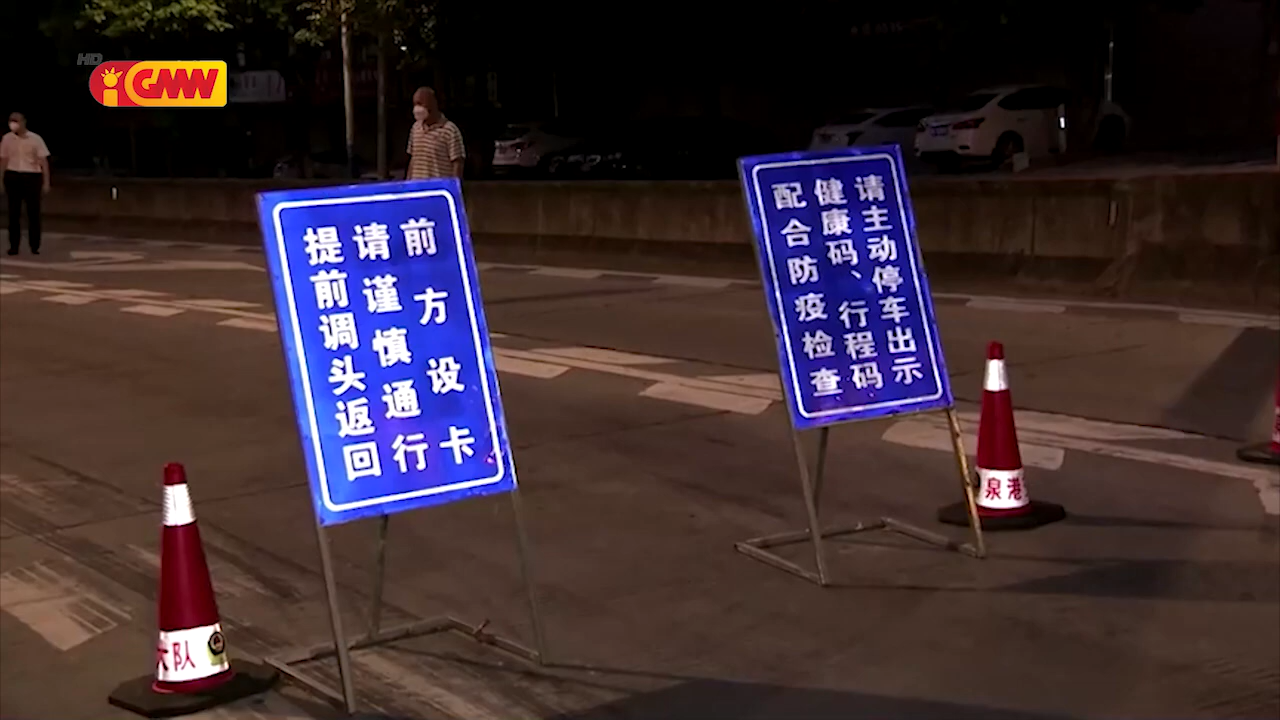 HD
iGMW
前方设卡
请谨慎通行
提前调头返回
请主动停车出示
健康码、行程码
配合防疫检查
大队
泉港